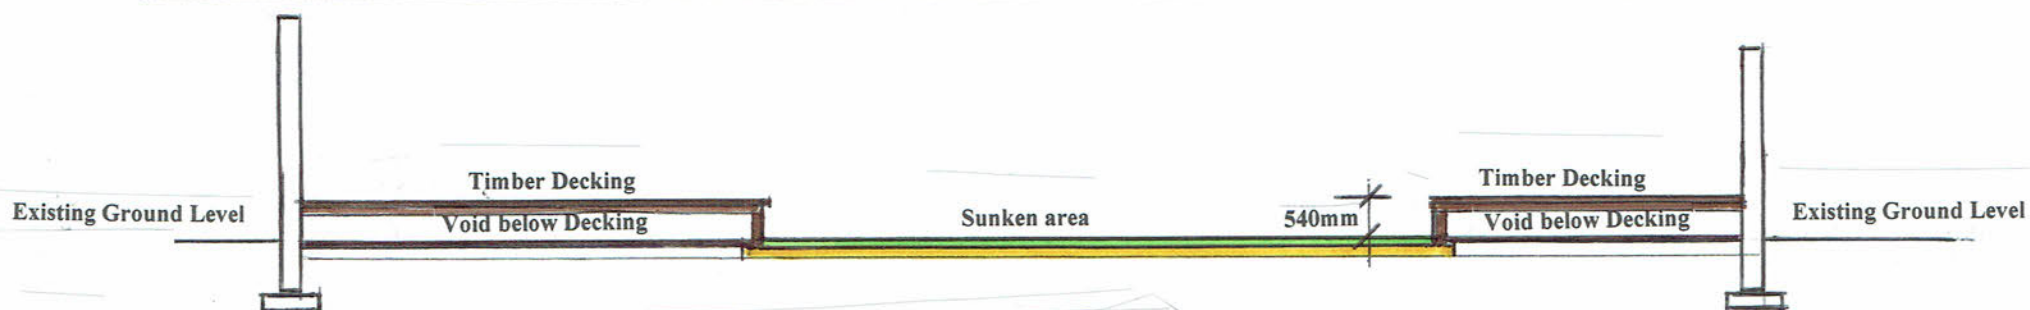 Timber Decking
Timber Decking
Existing Ground Level
Void below Decking
Sunken area
540mm
Void below Decking
Existing Ground Level